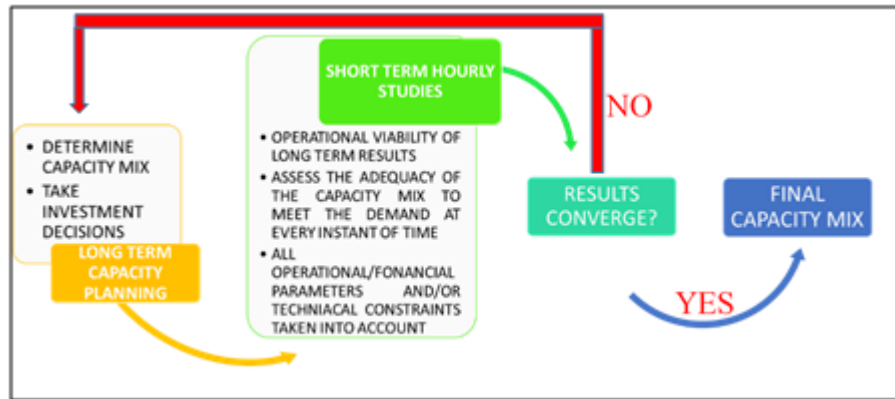 • DETERMINE
CAPACITY MIX
• TAKE
INVESTMENT
DECISIONS
LONG TERM
CAPACITY
PLANNING
SHORT TERM HOURLY
STUDIES
• OPERATIONAL VIABILITY OF
LONG TERM RESULTS
• ASSESS THE ADEQUACY OF
THE CAPACITY MIX TO
MEET THE DEMAND AT
EVERY INSTANT OF TIME
• ALL
OPERATIONAL/FONANCIAL
PARAMETERS AND/OR
TECHNIACAL CONSTRAINTS
TAKEN INTO ACCOUNT
NO
RESULTS
CONVERGE?
YES
FINAL
CAPACITY MIX